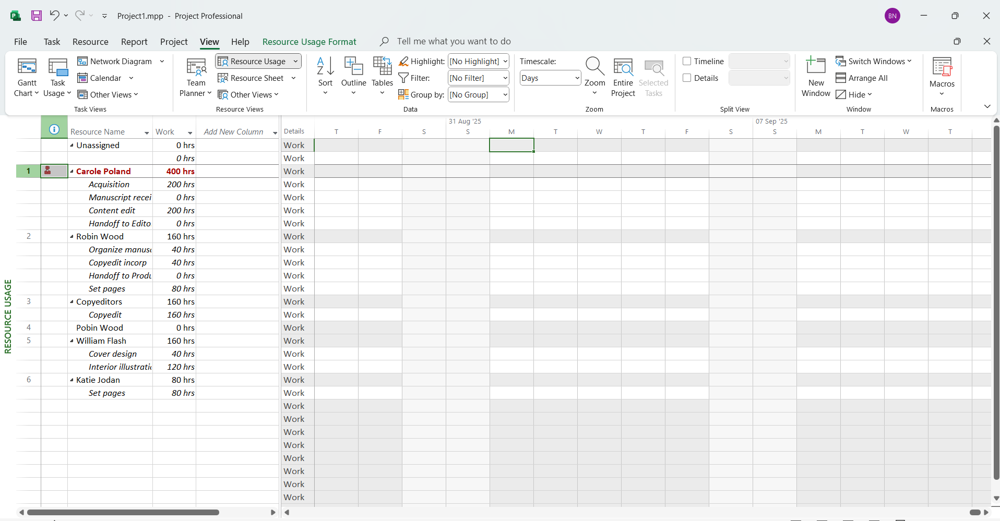 Project1.mpp - Project Professional
BN
File Task Resource Report Project View Help Resource Usage Format Tell me what you want to do
Gantt Chart
Task Usage
Network Diagram
Calendar
Other Views
Task Views
Team Planner
Resource Usage
Resource Sheet
Other Views
Resource Views
Sort
Outline
Tables
Highlight: [No Highlight]
Filter: [No Filter]
Group by: [No Group]
Data
Timescale:
Days
Zoom
Entire Project
Selected Tasks
Zoom
Timeline
Details
Split View
New Window
Switch Windows
Arrange All
Hide
Window
Macros
Macros
RESOURCE USAGE
31 Aug '25 07 Sep '25
Resource Name Work Add New Column Details T F S S M T W T F S S M T W T
Unassigned 0 hrs Work
0 hrs Work
1 Carole Poland 400 hrs Work
Acquisition 200 hrs Work
Manuscript recei 0 hrs Work
Content edit 200 hrs Work
Handoff to Edito 0 hrs Work
2 Robin Wood 160 hrs Work
Organize manusc 40 hrs Work
Copyedit incorp 40 hrs Work
Handoff to Produ 0 hrs Work
Set pages 80 hrs Work
3 Copyeditors 160 hrs Work
Copyedit 160 hrs Work
4 Pobin Wood 0 hrs Work
5 William Flash 160 hrs Work
Cover design 40 hrs Work
Interior illustratio 120 hrs Work
6 Katie Jodan 80 hrs Work
Set pages 80 hrs Work
Work
Work
Work
Work
Work
Work
Work
Work